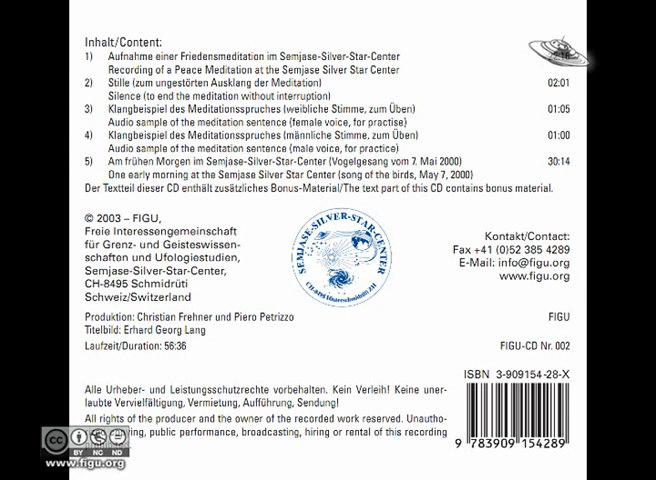 Inhalt/Content:
1) Aufnahme einer Friedensmeditation im Semjase-Silver-Star-Center
Recording of a Peace Meditation at the Semjase Silver Star Center
2) Stille (zum ungestörten Ausklang der Meditation) 02:01
Silence (to end the meditation without interruption)
3) Klangbeispiel des Meditationsspruches (weibliche Stimme, zum Üben) 01:05
Audio sample of the meditation sentence (female voice, for practise)
4) Klangbeispiel des Meditationsspruches (männliche Stimme, zum Üben) 01:00
Audio sample of the meditation sentence (male voice, for practice)
5) Am frühen Morgen im Semjase-Silver-Star-Center (Vogelgesang vom 7. Mai 2000) 30:14
One early morning at the Semjase Silver Star Center (song of the birds, May 7, 2000)
Der Textteil dieser CD enthält zusätzliches Bonus-Material/The text part of this CD contains bonus material.
© 2003 – FIGU,
Freie Interessengemeinschaft
für Grenz- und Geisteswissen-
schaften und Ufologiestudien,
Semjase-Silver-Star-Center,
CH-8495 Schmidrüti
Schweiz/Switzerland
SEMJASE-SILVER-STAR-CENTER
CH-8495 Hinterschmidrüti ZH
Kontakt/Contact:
Fax +41 (0)52 385 4289
E-Mail: info@figu.org
www.figu.org
Produktion: Christian Frehner und Piero Petrizzo
Titelbild: Erhard Georg Lang
Laufzeit/Duration: 56:36
FIGU
FIGU-CD Nr. 002
Alle Urheber- und Leistungsschutzrechte vorbehalten. Kein Verleih! Keine uner-
laubte Vervielfältigung, Vermietung, Aufführung, Sendung!
All rights of the producer and the owner of the recorded work reserved. Unautho-
public performance, broadcasting, hiring or rental of this recording
ISBN 3-909154-28-X
9 783909 154289
cc
BY NC ND
www.figu.org